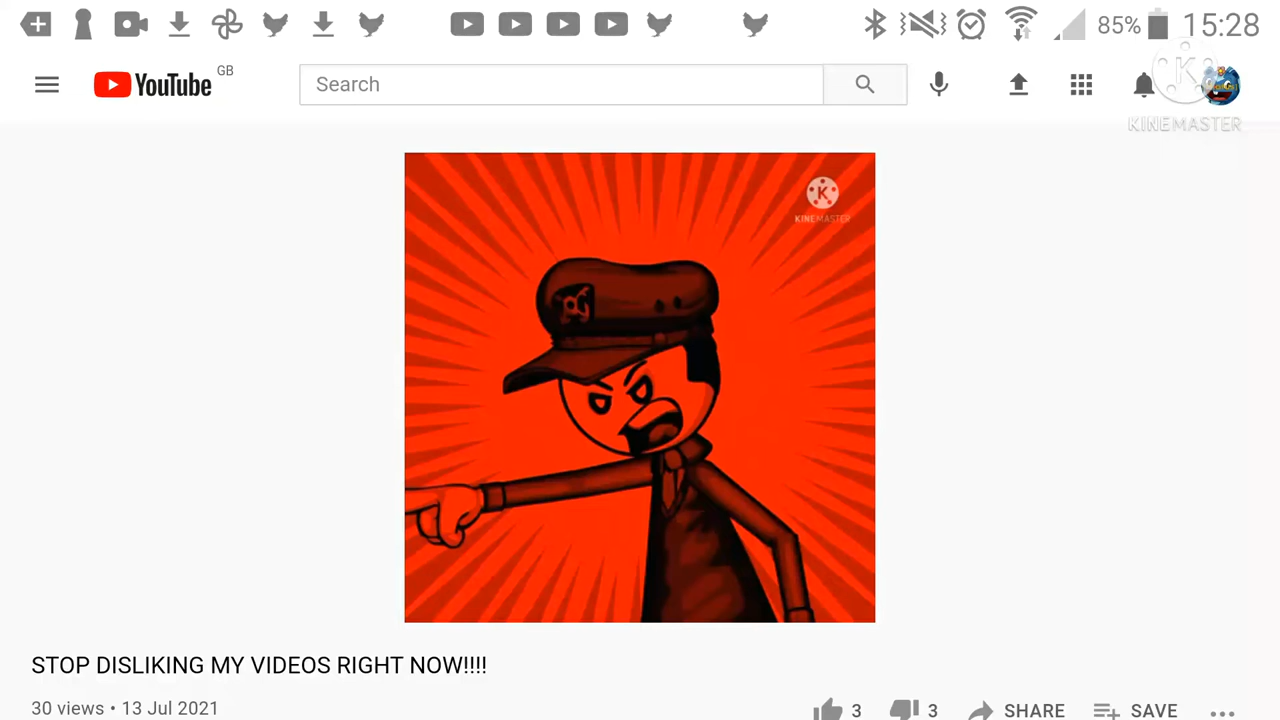 85% 15:28
YouTube GB
Search
KINEMASTER
KINEMASTER
STOP DISLIKING MY VIDEOS RIGHT NOW!!!!
30 views • 13 Jul 2021
3 3 SHARE SAVE